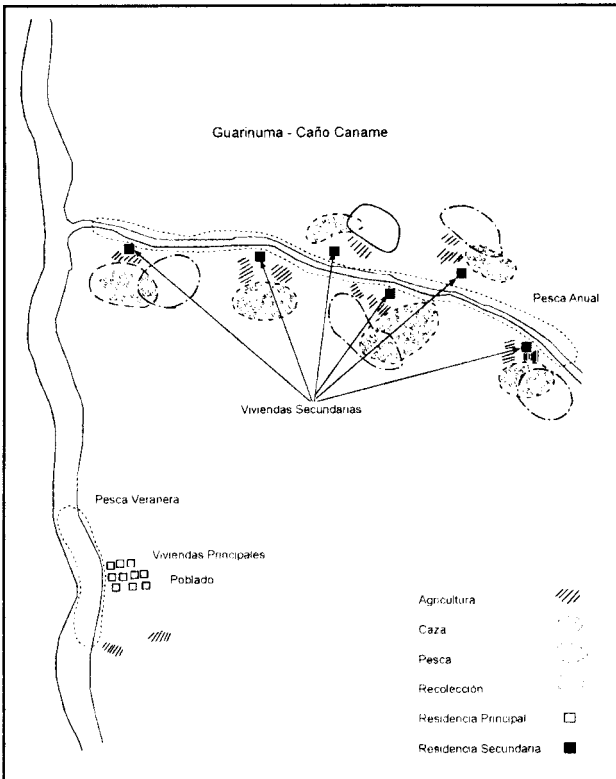 Guarinuma - Caño Caname
Pesca Anual
Viviendas Secundarias
Pesca Veranera
Viviendas Principales
Poblado
Agricultura
Caza
Pesca
Recolección
Residencia Principal
Residencia Secundaria